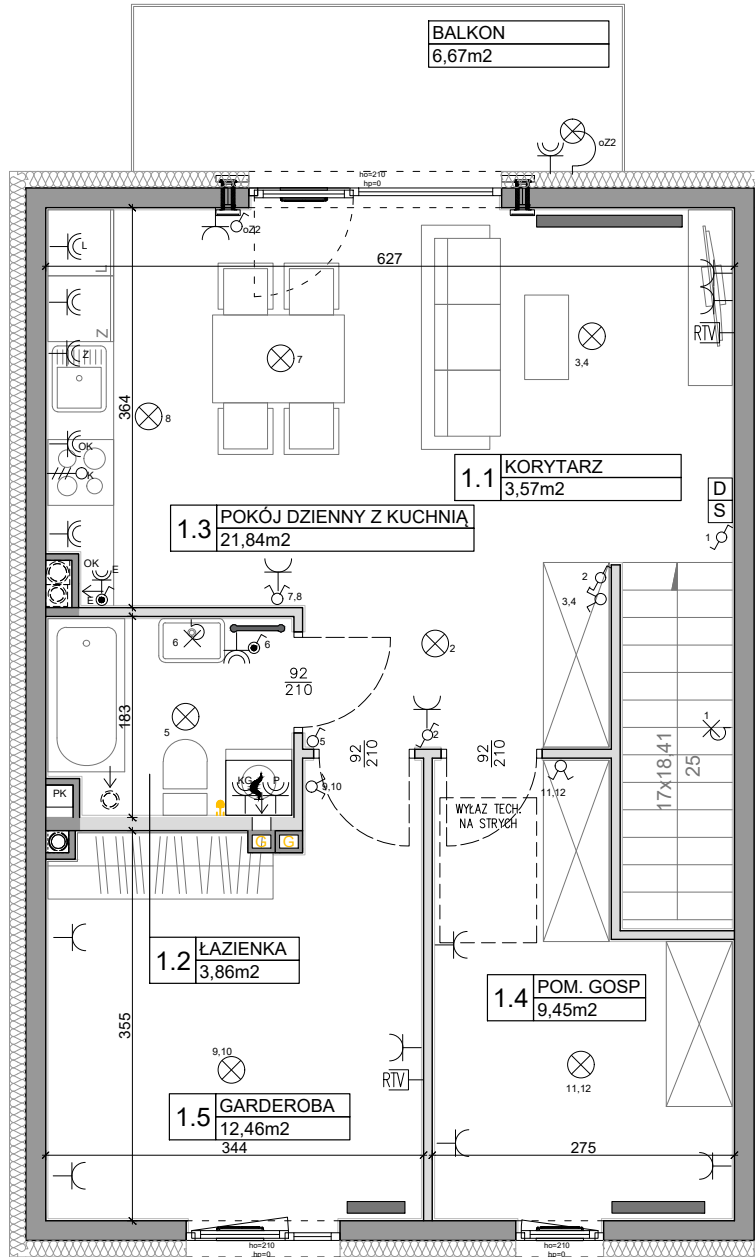 BALKON
6,67m2
oZ2
ho=210
hp=0
oZ2
L
L
627
Z
Z
RTV
7
3,4
8
364
OK
K
1.1 KORYTARZ
3,57m2
D
S
1
1.3 POKÓJ DZIENNY Z KUCHNIĄ
21,84m2
OK
E
E
7,8
2
3,4
6
6
92
210
2
183
5
5
92
210
2
92
210
1
17x18,41
25
KG
P
9,10
11,12
PK
WYŁAZ TECH.
NA STRYCH
G
G
1.2 ŁAZIENKA
3,86m2
1.4 POM. GOSP
9,45m2
355
9,10
RTV
11,12
1.5 GARDEROBA
12,46m2
344
275
ho=210
hp=0
ho=210
hp=0